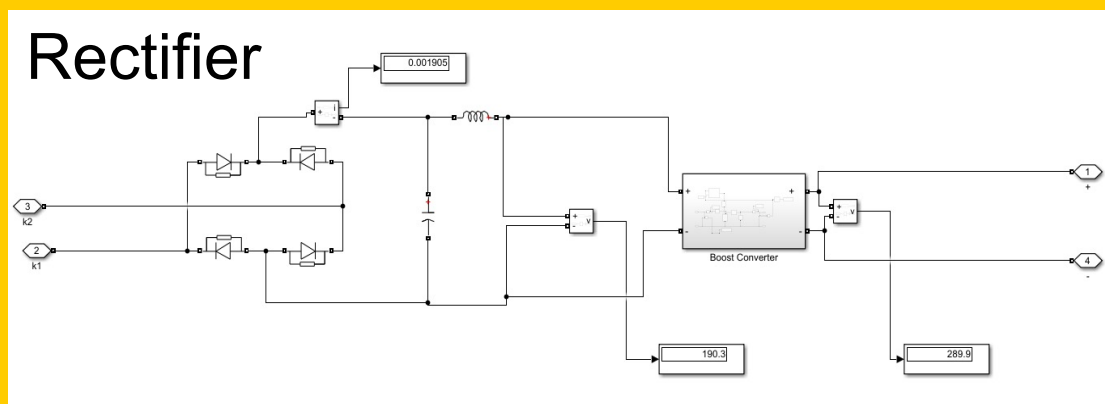 Rectifier
0.001905
+
i
-
3
k2
2
k1
+
-
v
+
-
+
-
Boost Converter
+
-
v
1
+
4
-
190.3
289.9